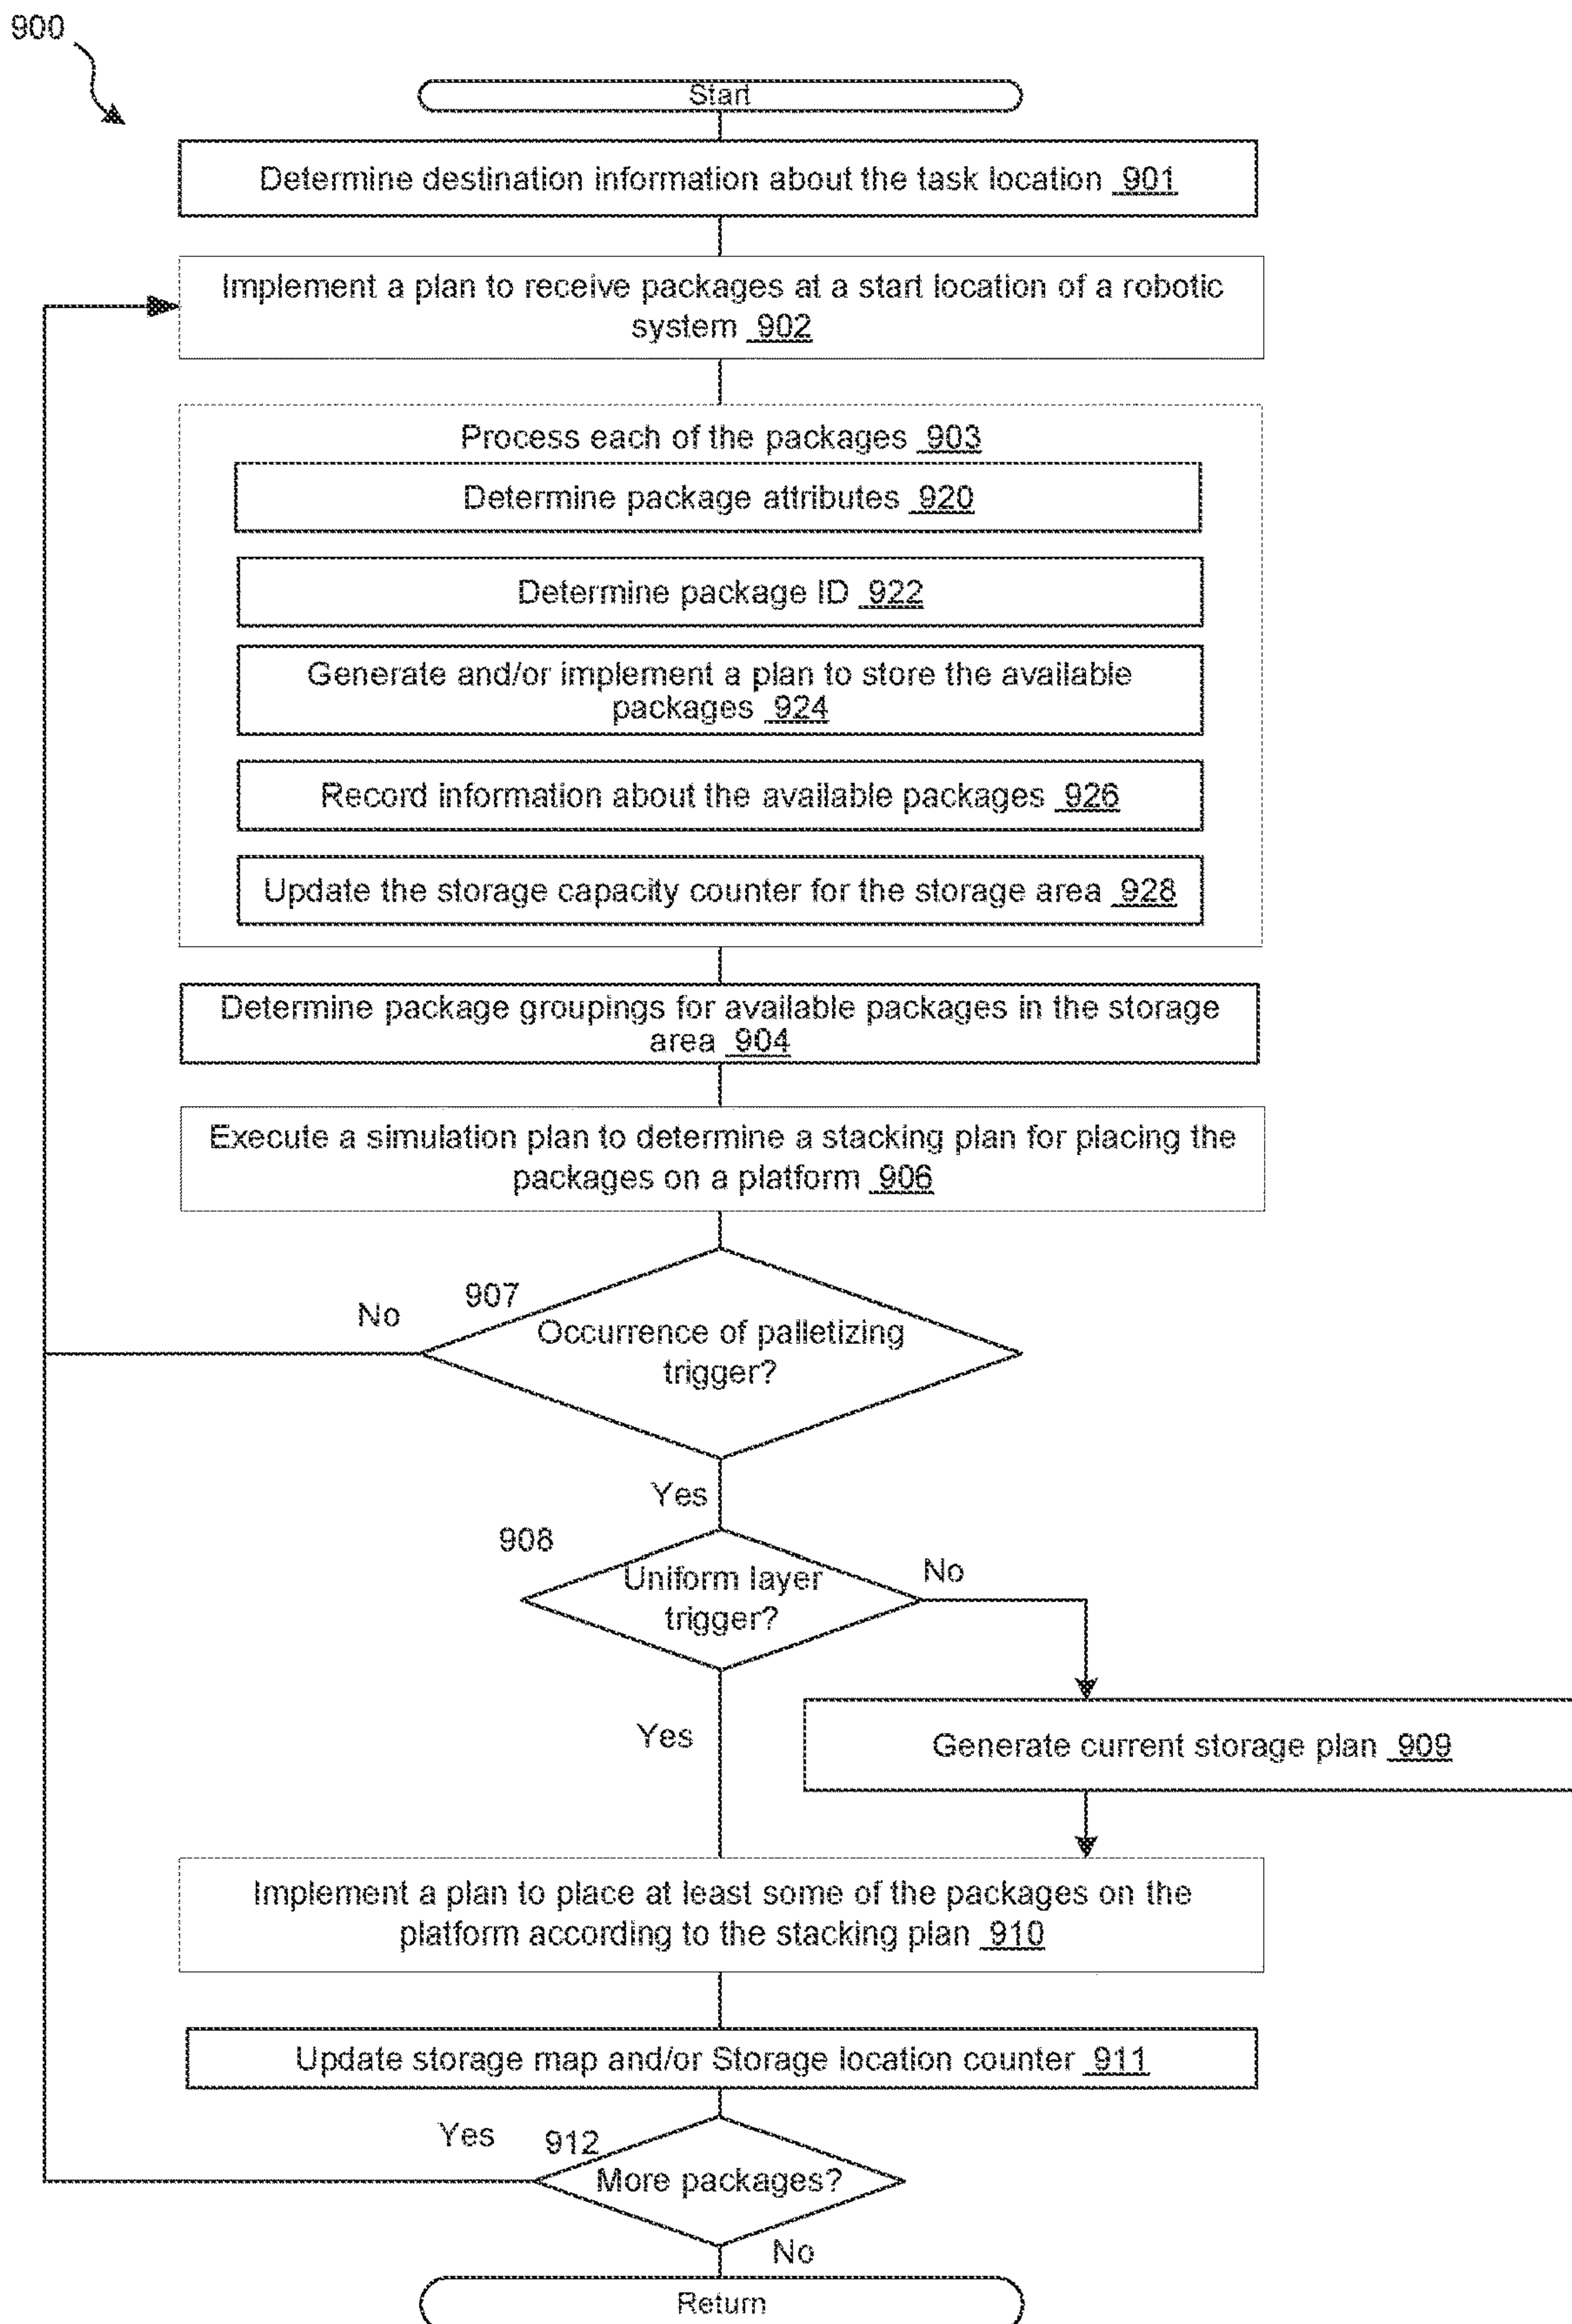 900
Start
Determine destination information about the task location 901
Implement a plan to receive packages at a start location of a robotic
system 902
Process each of the packages 903
Determine package attributes 920
Determine package ID 922
Generate and/or implement a plan to store the available
packages 924
Record information about the available packages 926
Update the storage capacity counter for the storage area 928
Determine package groupings for available packages in the storage
area 904
Execute a simulation plan to determine a stacking plan for placing the
packages on a platform 906
907
No
Occurrence of palletizing
trigger?
Yes
908
Uniform layer
trigger?
No
Yes
Generate current storage plan 909
Implement a plan to place at least some of the packages on the
platform according to the stacking plan 910
Update storage map and/or Storage location counter 911
Yes
912
More packages?
No
Return